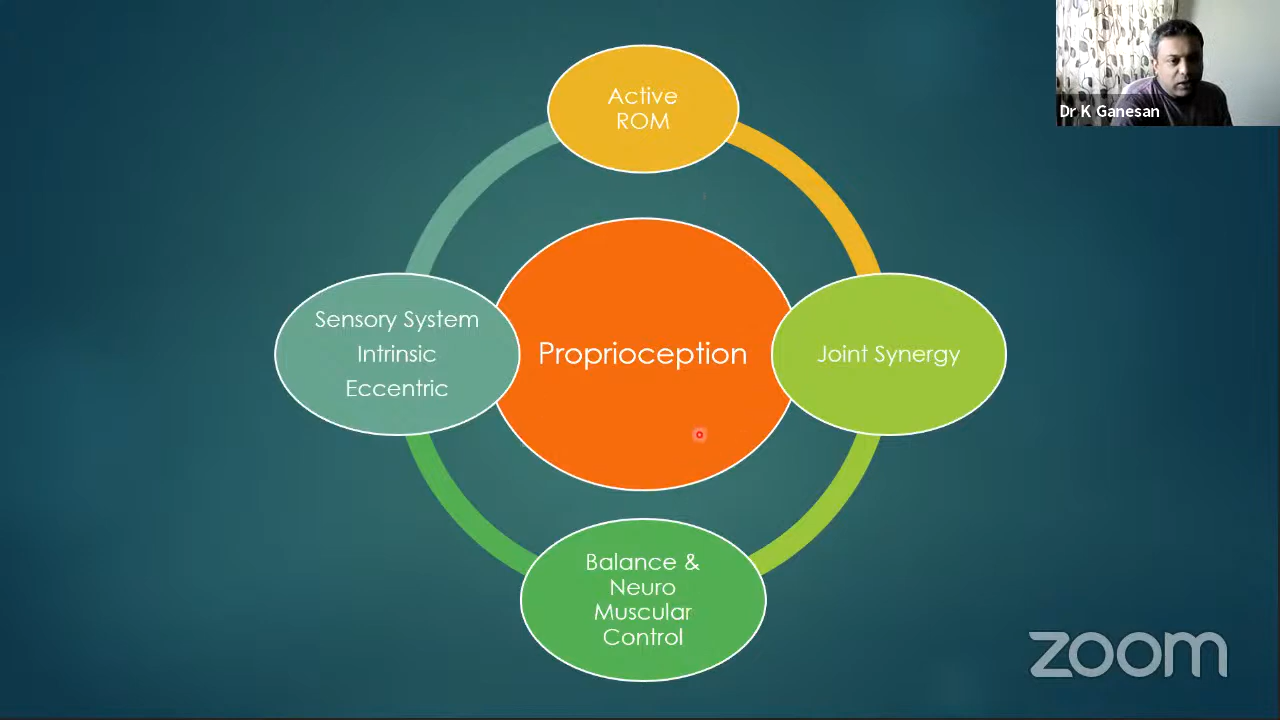 Active
ROM
Dr K Ganesan
Sensory System
Intrinsic
Eccentric
Proprioception
Joint Synergy
Balance &
Neuro
Muscular
Control
zoom